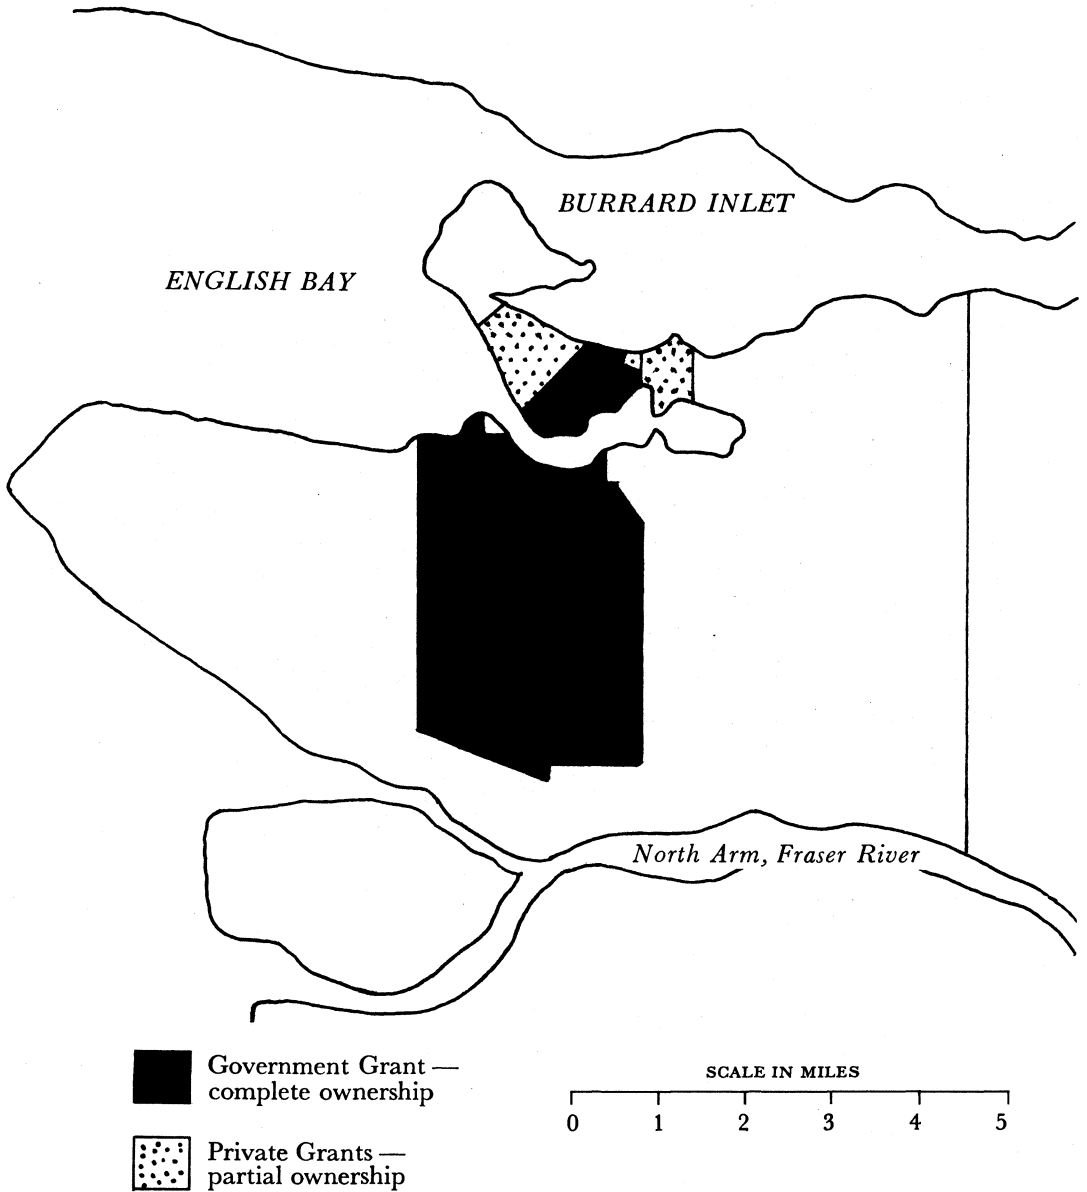 BURRARD INLET
ENGLISH BAY
North Arm, Fraser River
Government Grant —
complete ownership
Private Grants —
partial ownership
SCALE IN MILES
0 1 2 3 4 5